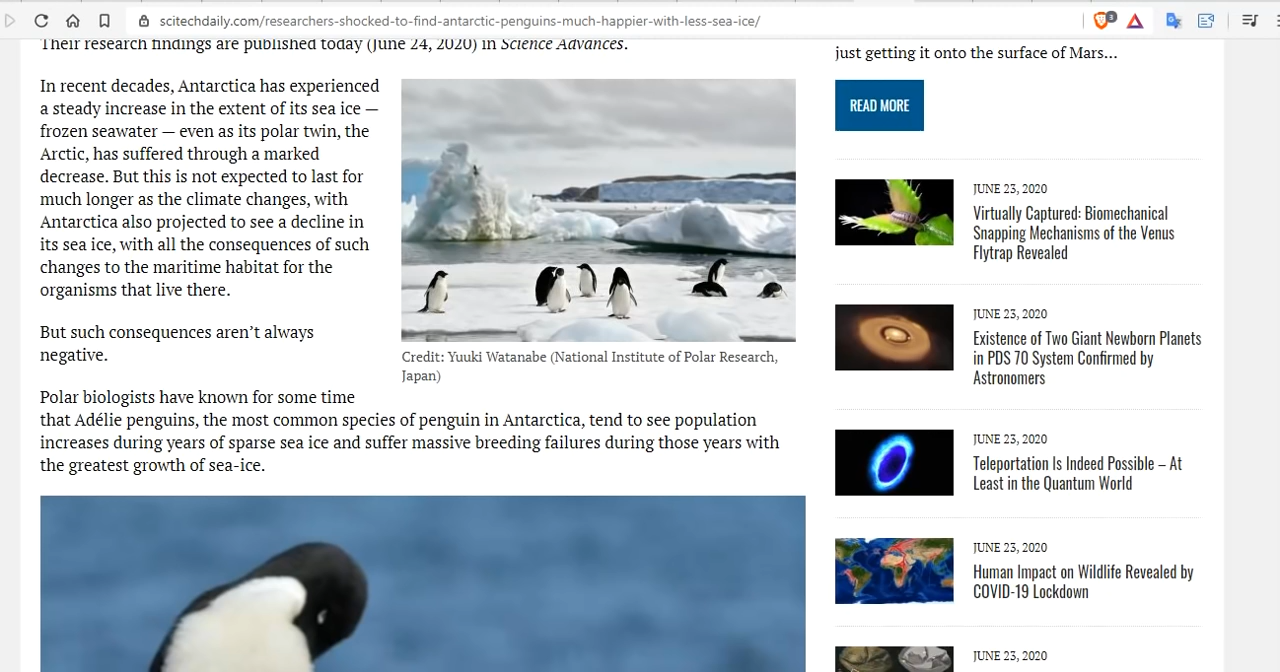 scitechdaily.com/researchers-shocked-to-find-antarctic-penguins-much-happier-with-less-sea-ice/
3
Their research findings are published today (June 24, 2020) in Science Advances.
In recent decades, Antarctica has experienced
a steady increase in the extent of its sea ice —
frozen seawater — even as its polar twin, the
Arctic, has suffered through a marked
decrease. But this is not expected to last for
much longer as the climate changes, with
Antarctica also projected to see a decline in
its sea ice, with all the consequences of such
changes to the maritime habitat for the
organisms that live there.
But such consequences aren't always
negative.
Credit: Yuuki Watanabe (National Institute of Polar Research,
Japan)
Polar biologists have known for some time
that Adélie penguins, the most common species of penguin in Antarctica, tend to see population
increases during years of sparse sea ice and suffer massive breeding failures during those years with
the greatest growth of sea-ice.
just getting it onto the surface of Mars...
READ MORE
JUNE 23, 2020
Virtually Captured: Biomechanical
Snapping Mechanisms of the Venus
Flytrap Revealed
JUNE 23, 2020
Existence of Two Giant Newborn Planets
in PDS 70 System Confirmed by
Astronomers
JUNE 23, 2020
Teleportation Is Indeed Possible – At
Least in the Quantum World
JUNE 23, 2020
Human Impact on Wildlife Revealed by
COVID-19 Lockdown
JUNE 23, 2020